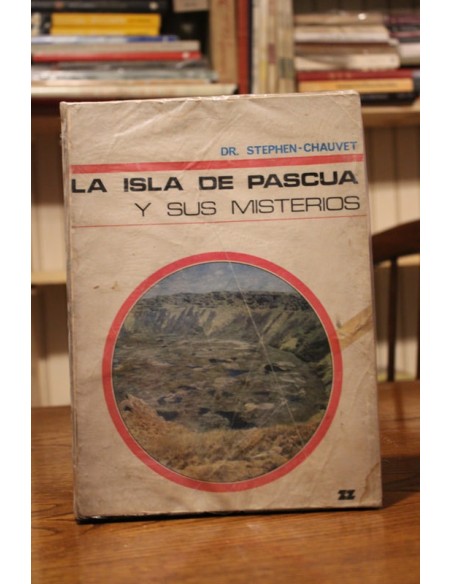 DR. STEPHEN-CHAUVET
LA ISLA DE PASCUA
Y SUS MISTERIOS